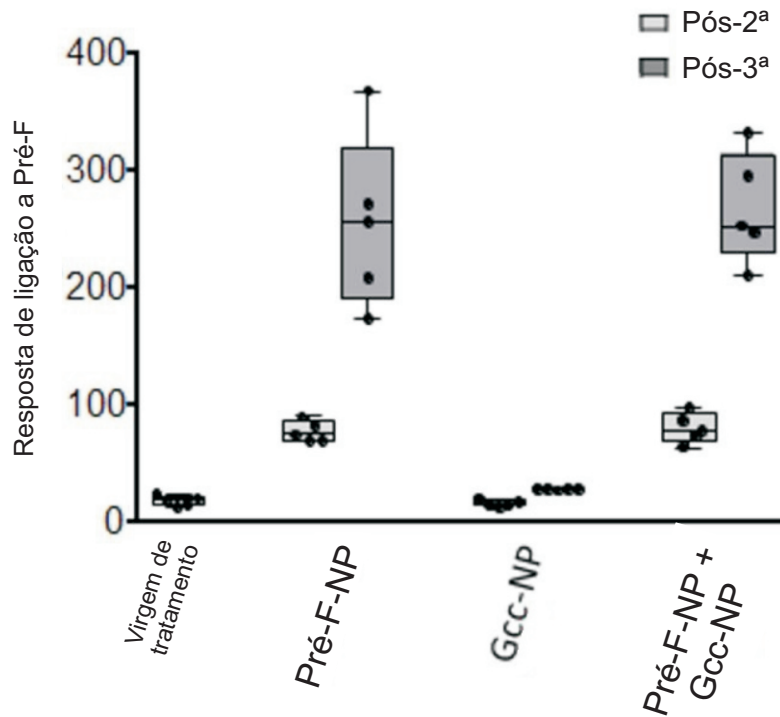 Pós-2ª
Pós-3ª
Resposta de ligação a Pré-F
400
300
200
100
0
Virgem de
tratamento
Pré-F-NP
Gcc-NP
Pré-F-NP +
Gcc-NP